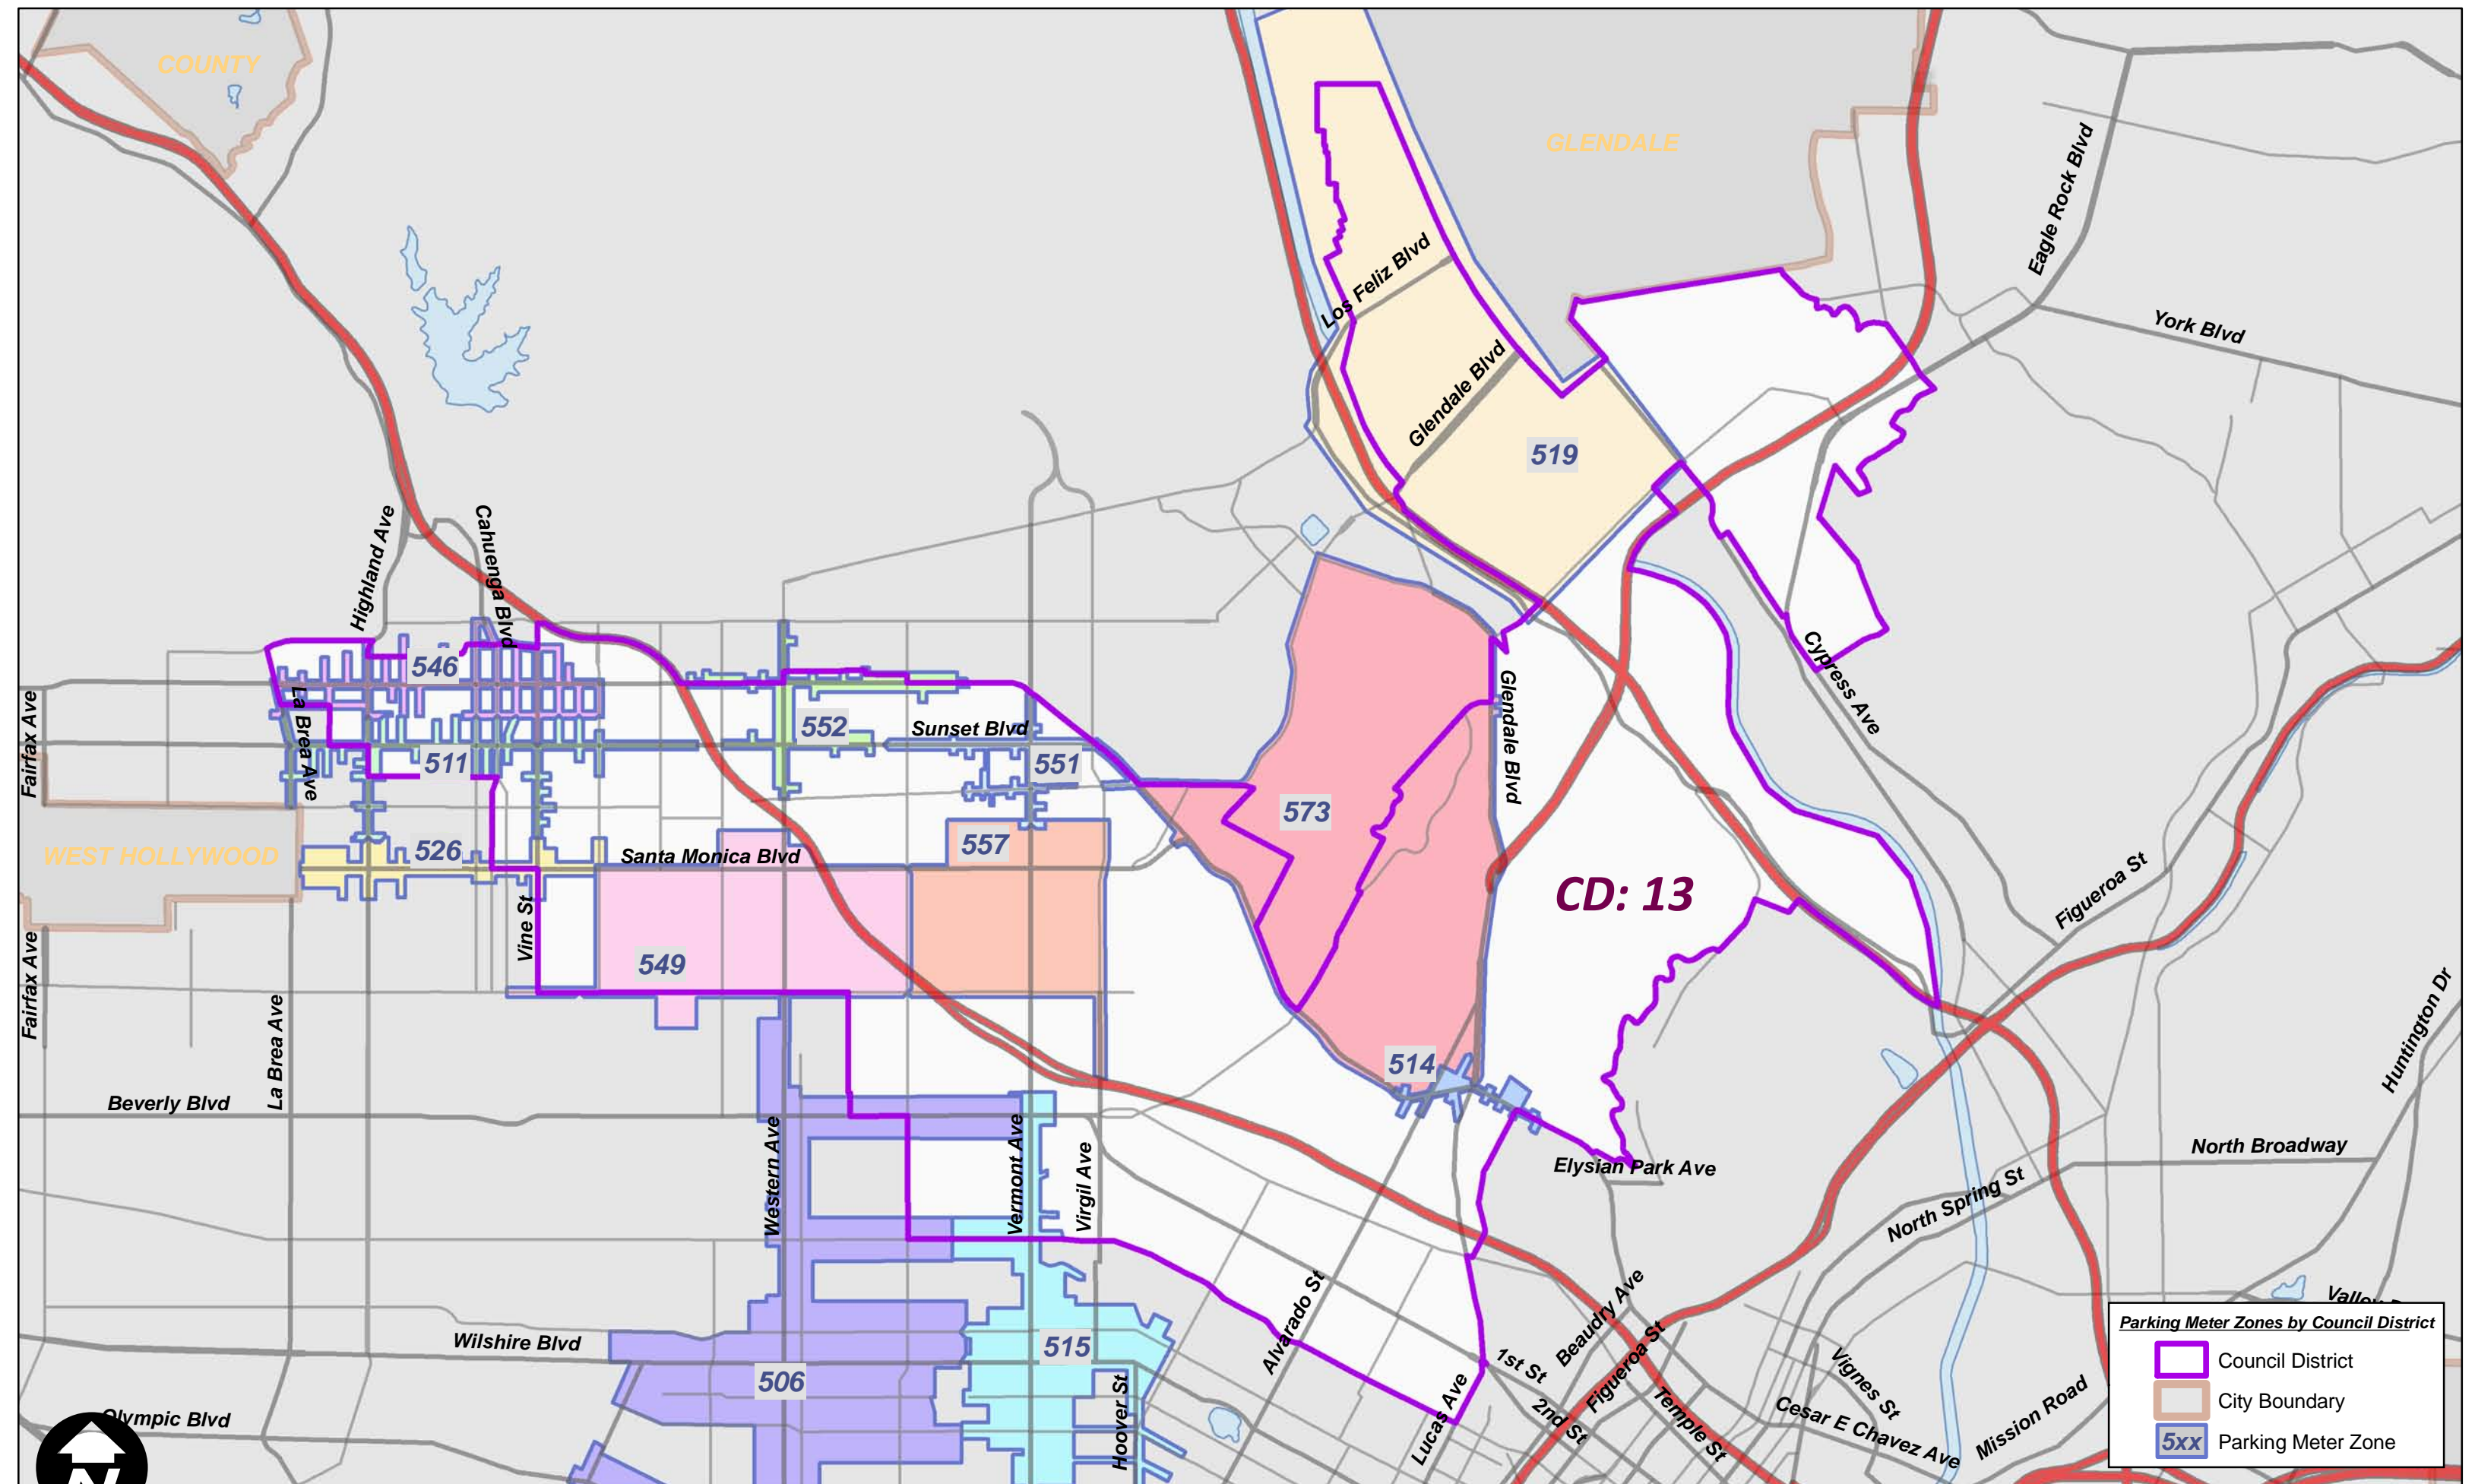 COUNTY
GLENDALE
Eagle Rock Blvd
York Blvd
Los Feliz Blvd
Glendale Blvd
519
Highland Ave
Cahuenga Blvd
546
La Brea Ave
Fairfax Ave
552
Sunset Blvd
511
551
573
Glendale Blvd
Cypress Ave
WEST HOLLYWOOD
526
Santa Monica Blvd
557
CD: 13
Figueroa St
Vine St
549
Fairfax Ave
La Brea Ave
Huntington Dr
514
Beverly Blvd
Western Ave
Vermont Ave
Virgil Ave
Elysian Park Ave
North Broadway
North Spring St
Wilshire Blvd
515
506
Alvarado St
Beaudry Ave
Figueroa St
1st St
2nd St
Lucas Ave
Temple St
Vignes St
Cesar E Chavez Ave
Mission Road
Hoover St
Olympic Blvd
N
Parking Meter Zones by Council District
Council District
City Boundary
5xx Parking Meter Zone